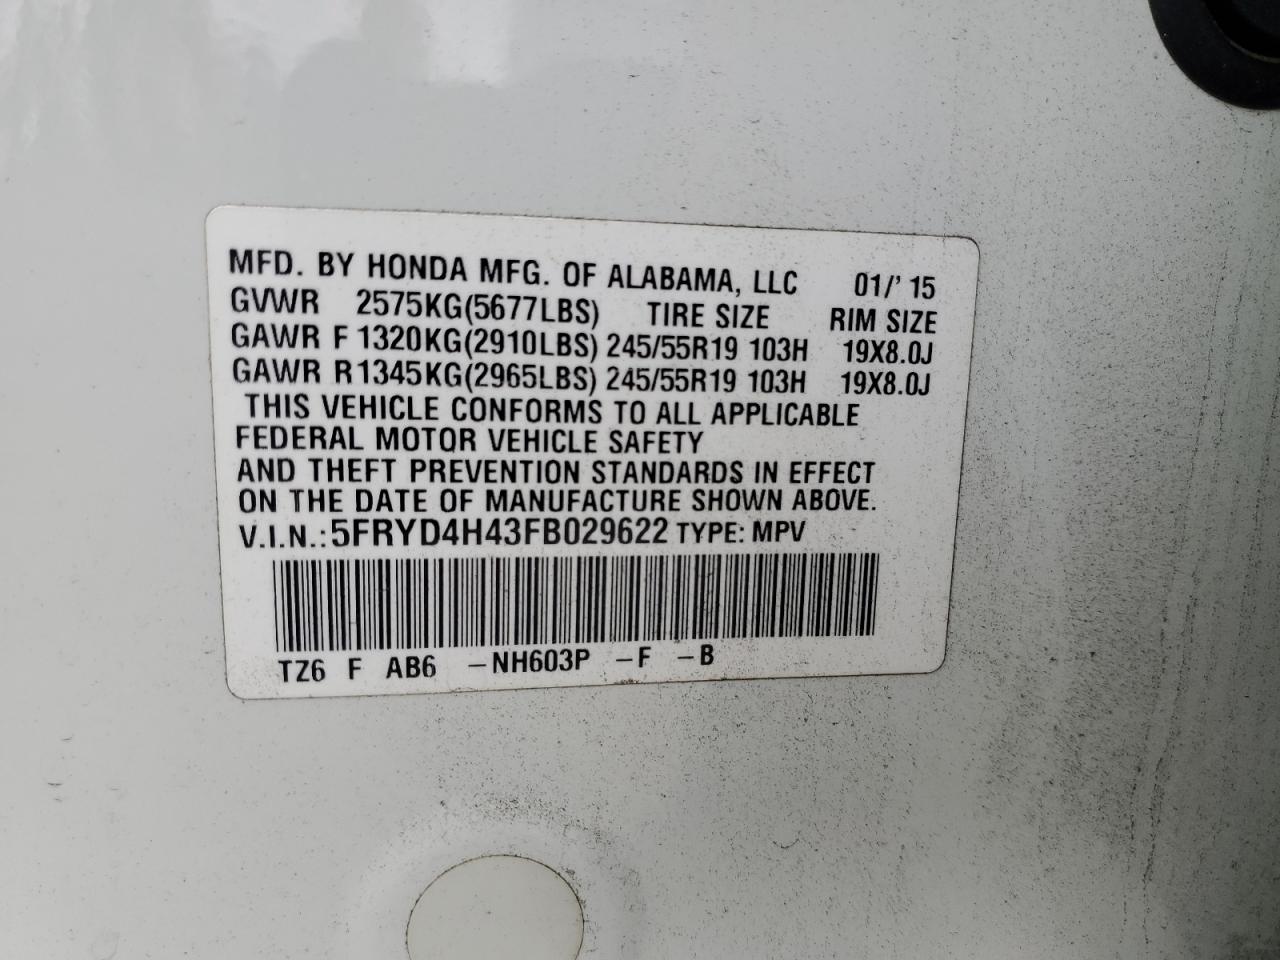 MFD. BY HONDA MFG. OF ALABAMA, LLC 01/' 15
GVWR 2575KG(5677LBS) TIRE SIZE RIM SIZE
GAWR F 1320KG(2910LBS) 245/55R19 103H 19X8.0J
GAWR R1345KG(2965LBS) 245/55R19 103H 19X8.0J
THIS VEHICLE CONFORMS TO ALL APPLICABLE
FEDERAL MOTOR VEHICLE SAFETY
AND THEFT PREVENTION STANDARDS IN EFFECT
ON THE DATE OF MANUFACTURE SHOWN ABOVE.
V.I.N.: 5FRYD4H43FB029622 TYPE: MPV
TZ6 F AB6 -NH603P -F -B